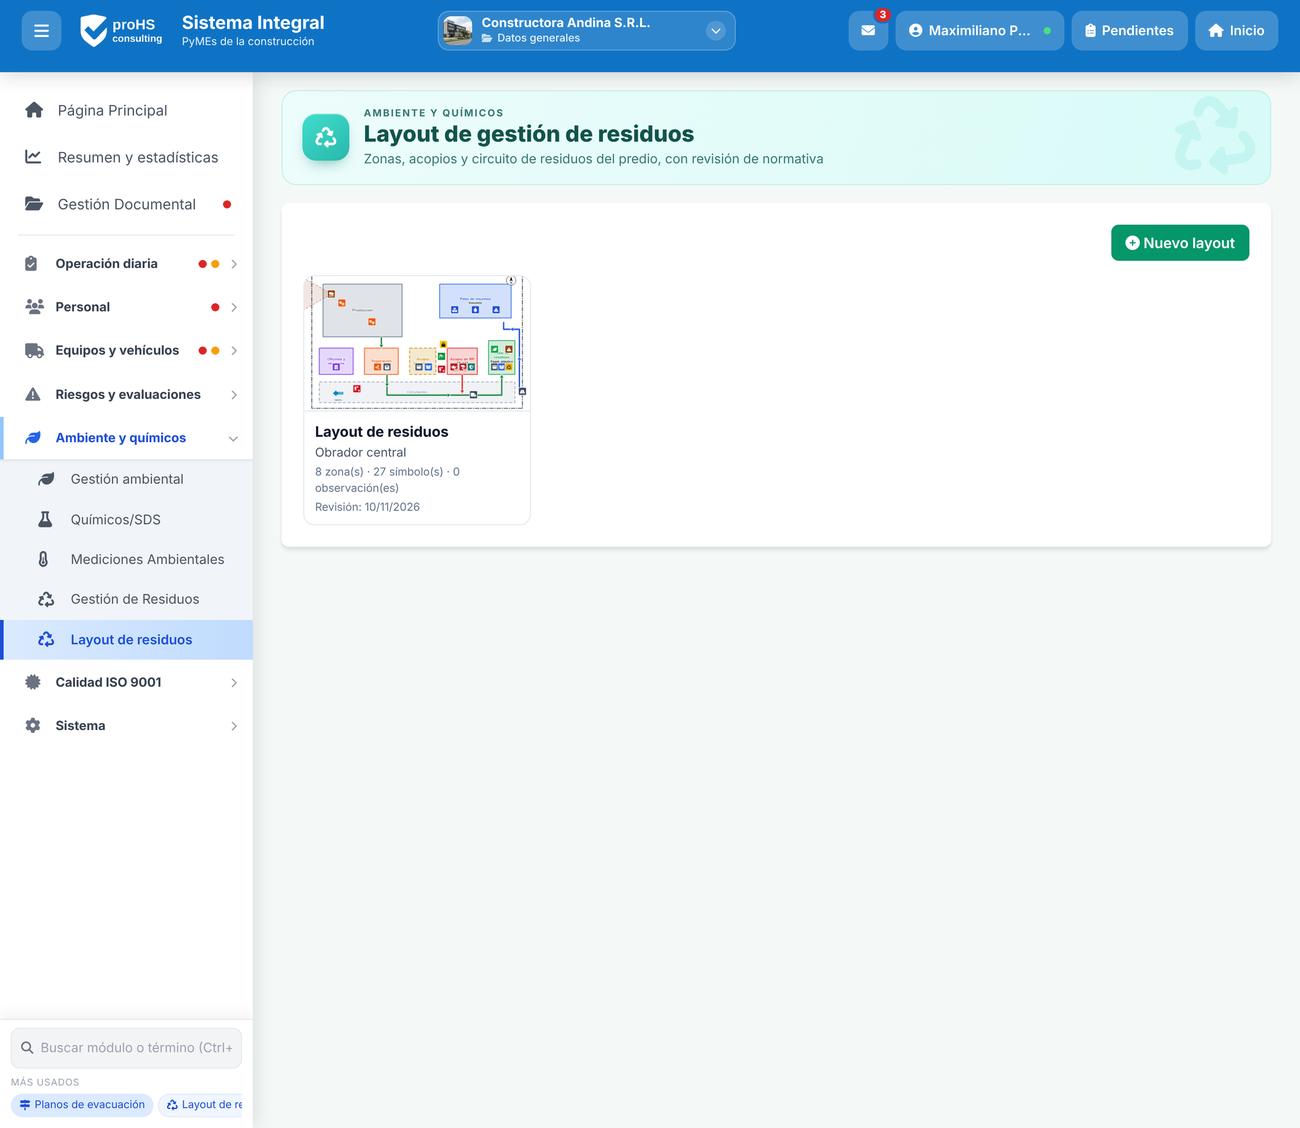 proHS
consulting
Sistema Integral
PyMEs de la construcción
Constructora Andina S.R.L.
Datos generales
3
Maximiliano P...
Pendientes
Inicio
Página Principal
Resumen y estadísticas
Gestión Documental
Operación diaria
Personal
Equipos y vehículos
Riesgos y evaluaciones
Ambiente y químicos
Gestión ambiental
Químicos/SDS
Mediciones Ambientales
Gestión de Residuos
Layout de residuos
Calidad ISO 9001
Sistema
Buscar módulo o término (Ctrl+
MÁS USADOS
Planos de evacuación
Layout de re
AMBIENTE Y QUÍMICOS
Layout de gestión de residuos
Zonas, acopios y circuito de residuos del predio, con revisión de normativa
Nuevo layout
Layout de residuos
Obrador central
8 zona(s) · 27 símbolo(s) · 0
observación(es)
Revisión: 10/11/2026